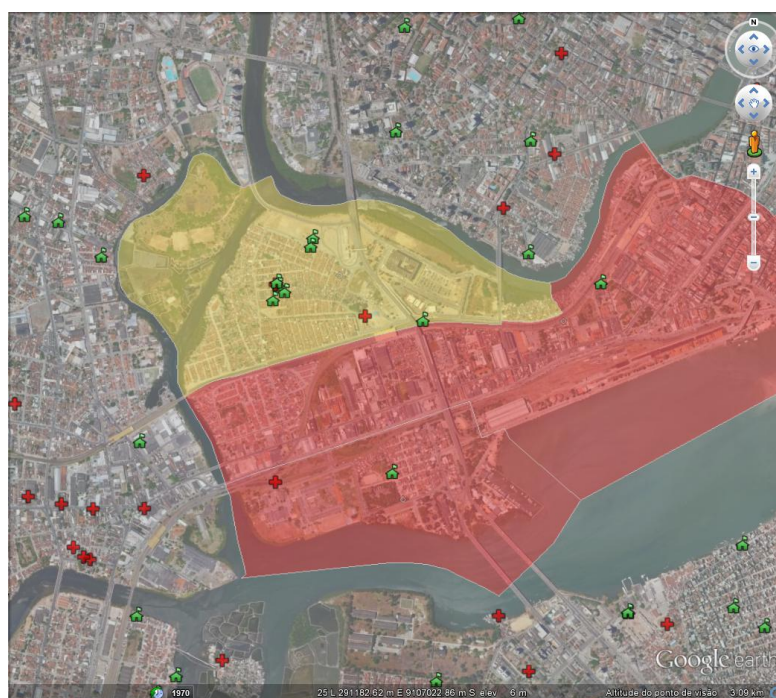 N
Google earth
1970
25 L 291182.62 m E 9107022.86 m S elev 6 m
Altitude do ponto de visão 3.09 km